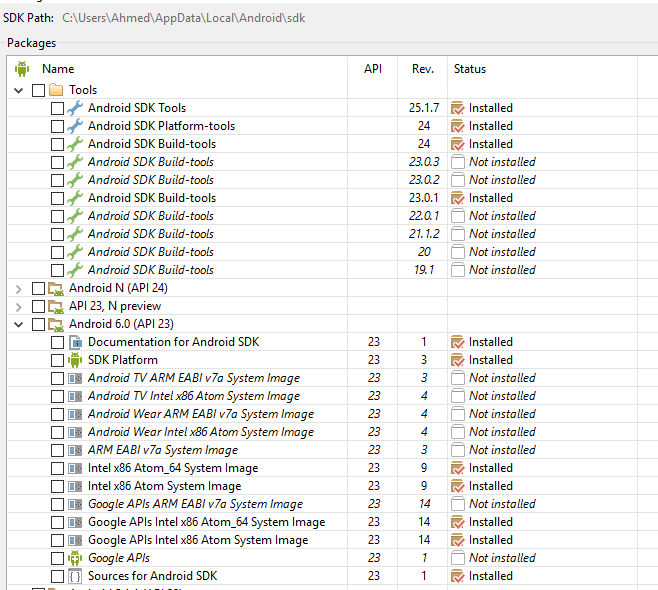 SDK Path: C:\Users\Ahmed\AppData\Local\Android\sdk
Packages
Name API Rev. Status
Tools
Android SDK Tools 25.1.7 Installed
Android SDK Platform-tools 24 Installed
Android SDK Build-tools 24 Installed
Android SDK Build-tools 23.0.3 Not installed
Android SDK Build-tools 23.0.2 Not installed
Android SDK Build-tools 23.0.1 Installed
Android SDK Build-tools 22.0.1 Not installed
Android SDK Build-tools 21.1.2 Not installed
Android SDK Build-tools 20 Not installed
Android SDK Build-tools 19.1 Not installed
Android N (API 24)
API 23, N preview
Android 6.0 (API 23)
Documentation for Android SDK 23 1 Installed
SDK Platform 23 3 Installed
Android TV ARM EABI v7a System Image 23 3 Not installed
Android TV Intel x86 Atom System Image 23 4 Not installed
Android Wear ARM EABI v7a System Image 23 4 Not installed
Android Wear Intel x86 Atom System Image 23 4 Not installed
ARM EABI v7a System Image 23 3 Not installed
Intel x86 Atom_64 System Image 23 9 Installed
Intel x86 Atom System Image 23 9 Installed
Google APIs ARM EABI v7a System Image 23 14 Not installed
Google APIs Intel x86 Atom_64 System Image 23 14 Installed
Google APIs Intel x86 Atom System Image 23 14 Installed
Google APIs 23 1 Not installed
Sources for Android SDK 23 1 Installed